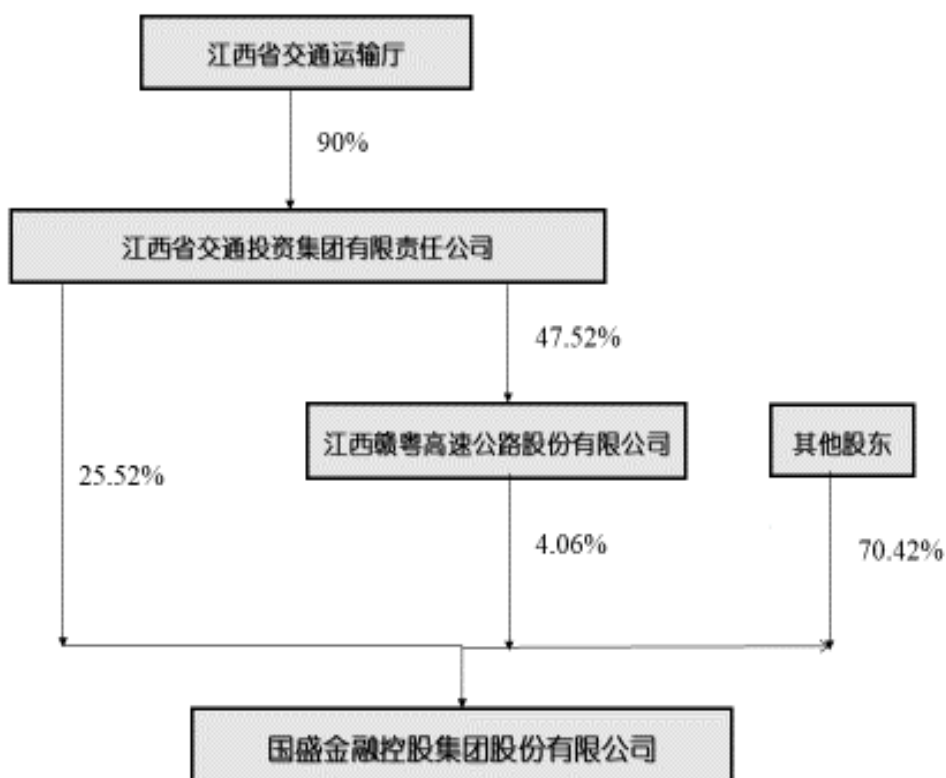 江西省交通运输厅
90%
江西省交通投资集团有限责任公司
47.52%
江西赣粤高速公路股份有限公司
其他股东
25.52%
4.06%
70.42%
国盛金融控股集团股份有限公司